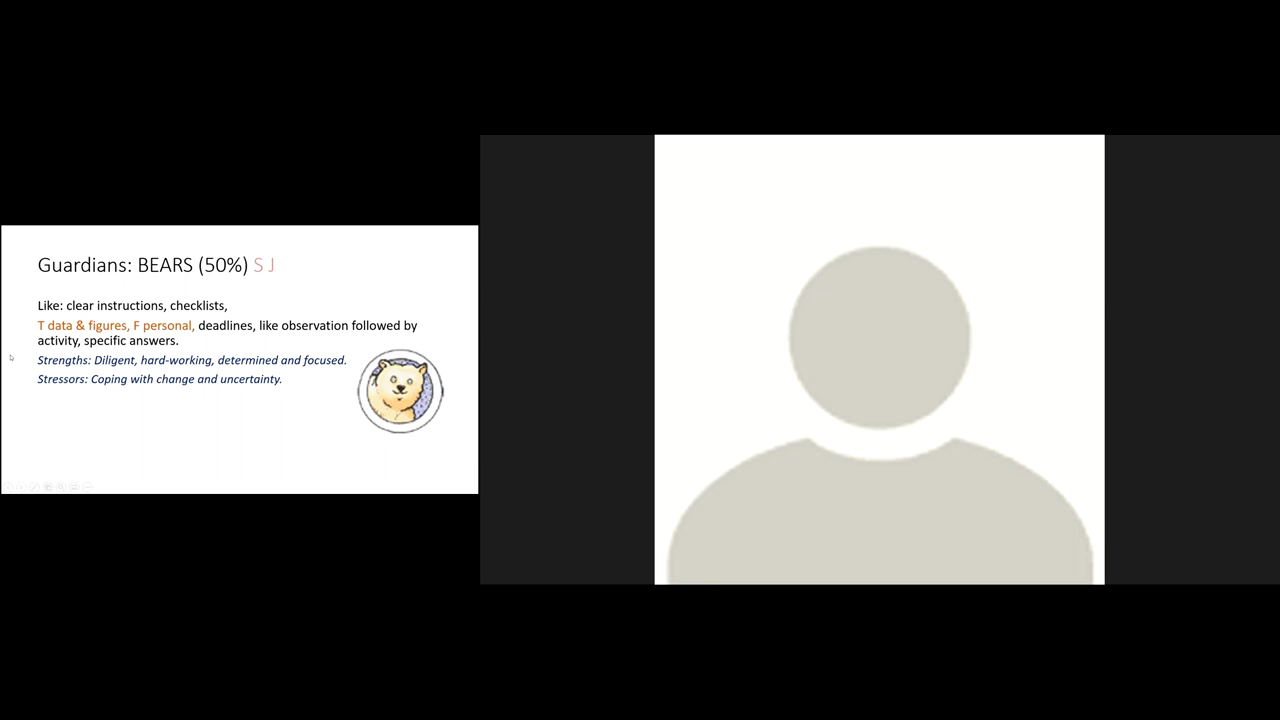 Guardians: BEARS (50%) S J
Like: clear instructions, checklists,
T data & figures, F personal, deadlines, like observation followed by
activity, specific answers.
Strengths: Diligent, hard-working, determined and focused.
Stressors: Coping with change and uncertainty.